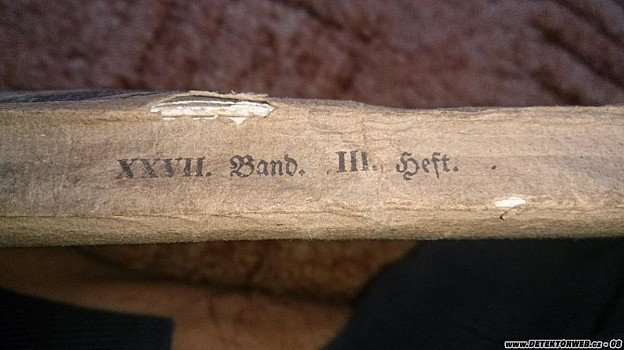 XXVII. Band. III. Heft.
www.DETEKTORWEB.cz - 08